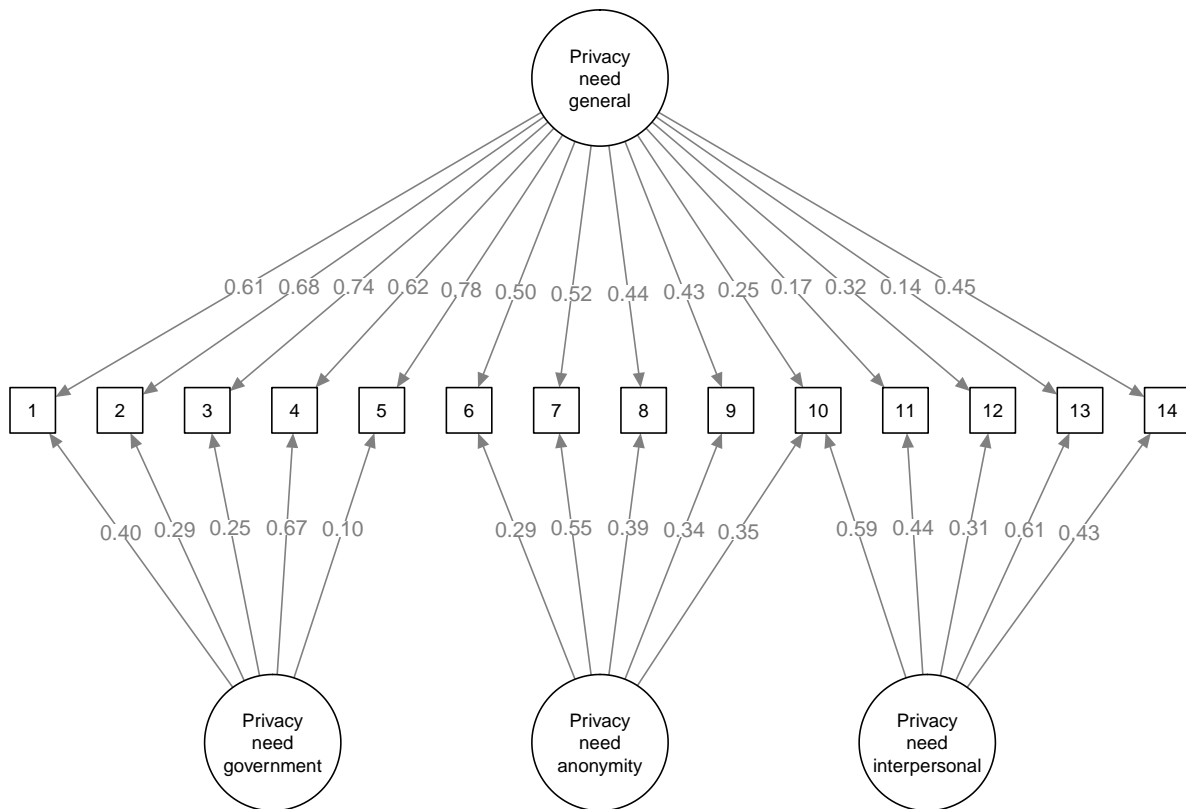 Privacy
need
general
0.61 0.68 0.74 0.62 0.78 0.50 0.52 0.44 0.43 0.25 0.17 0.32 0.14 0.45
1 2 3 4 5 6 7 8 9 10 11 12 13 14
0.40 0.29 0.25 0.67 0.10 0.29 0.55 0.39 0.34 0.35 0.59 0.44 0.31 0.61 0.43
Privacy
need
government
Privacy
need
anonymity
Privacy
need
interpersonal